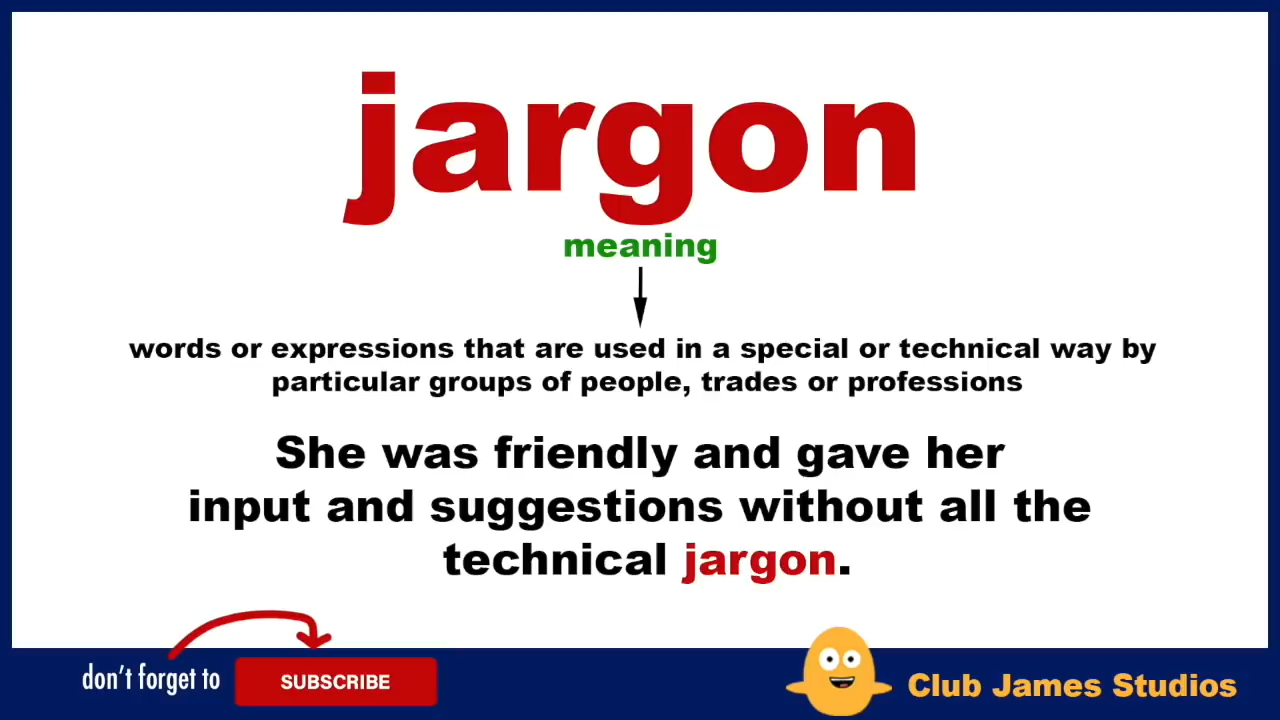 jargon
meaning
words or expressions that are used in a special or technical way by
particular groups of people, trades or professions
She was friendly and gave her
input and suggestions without all the
technical jargon.
don't forget to
SUBSCRIBE
Club James Studios